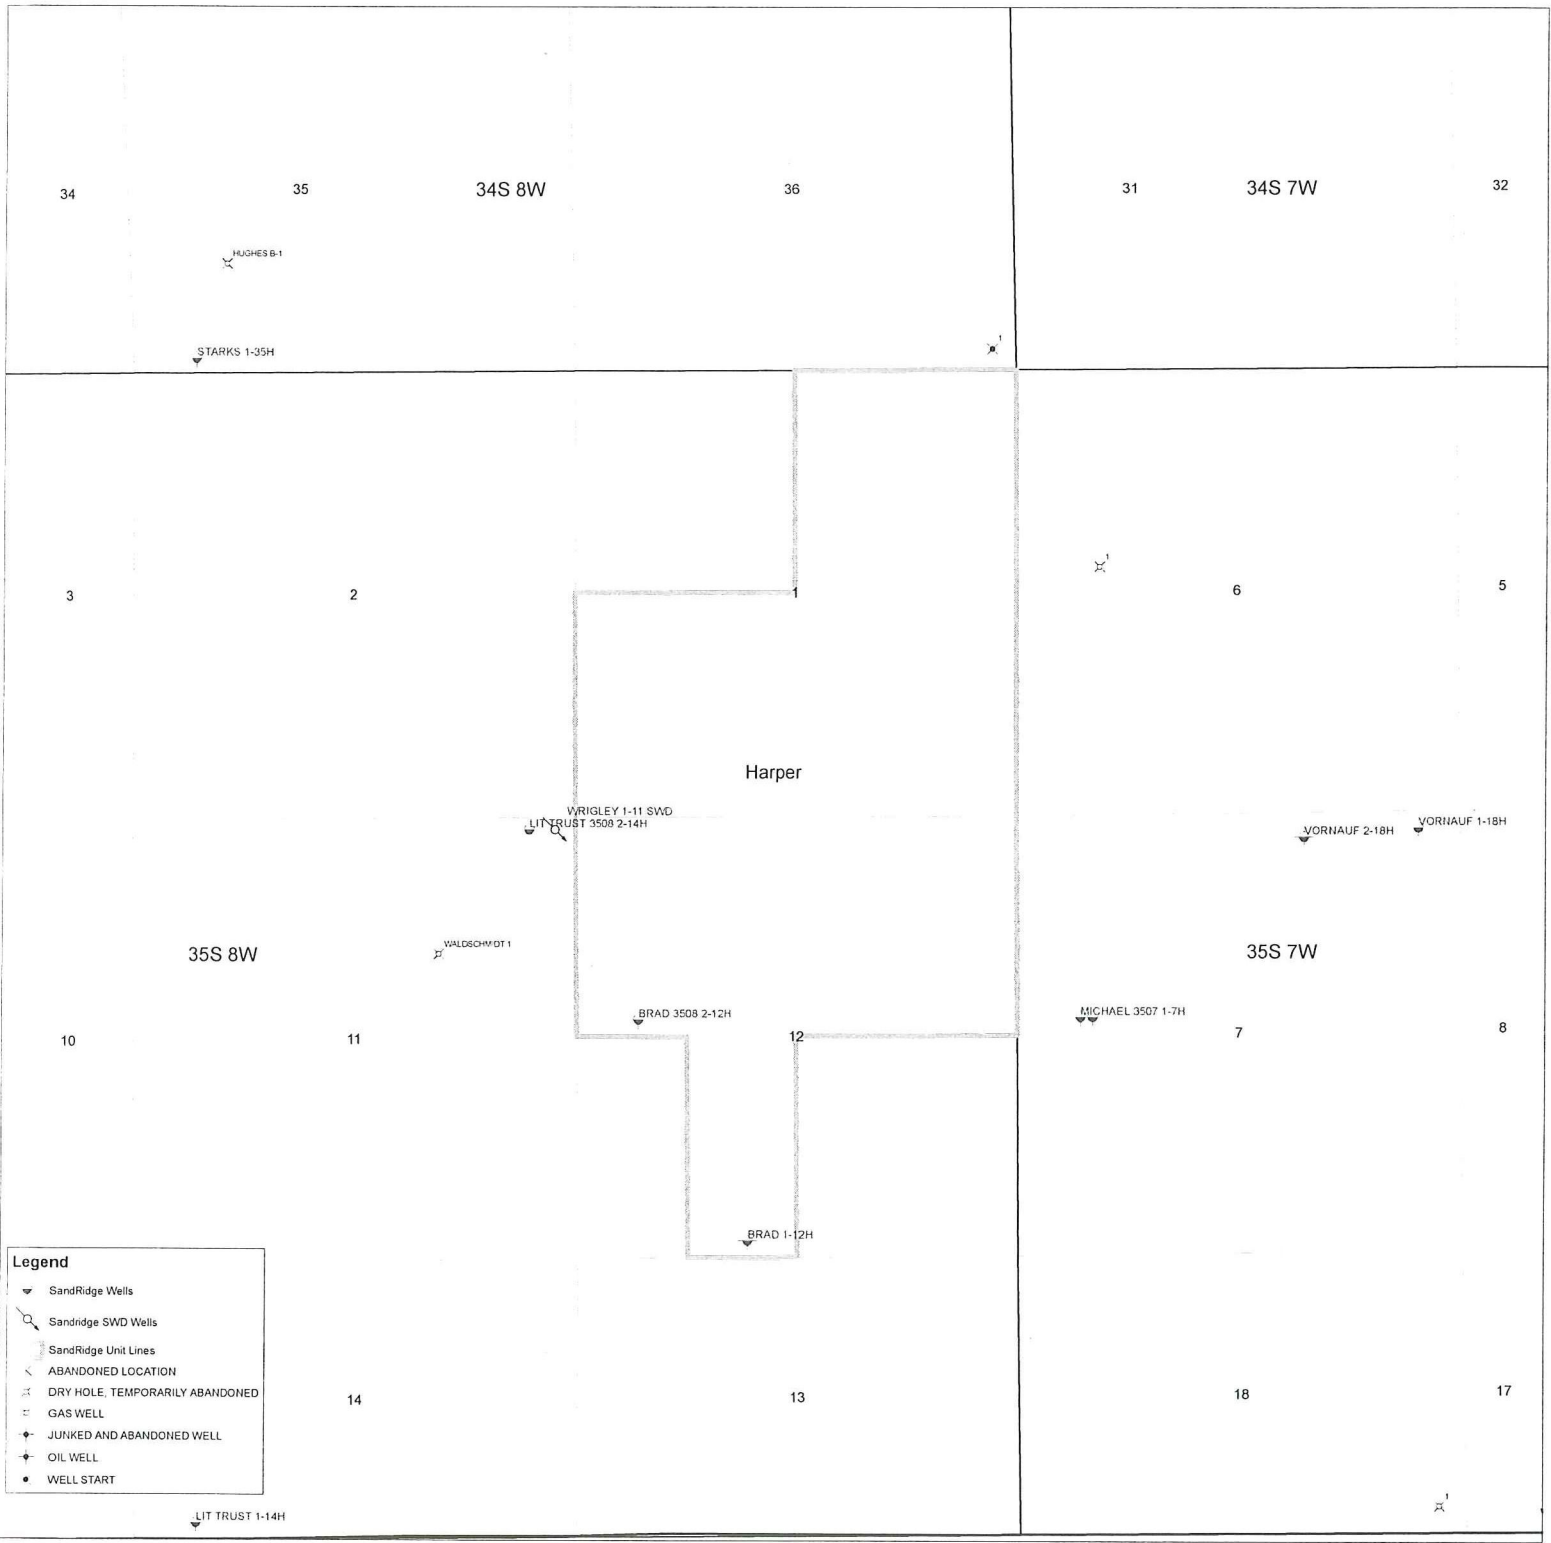 34
35
34S 8W
36
31
34S 7W
32
HUGHES B-1
STARKS 1-35H
1
1
3
2
1
6
5
Harper
WRIGLEY 1-11 SWD
LIT TRUST 3508 2-14H
VORNAUF 2-18H
VORNAUF 1-18H
35S 8W
WALDSCHMIDT 1
35S 7W
BRAD 3508 2-12H
MICHAEL 3507 1-7H
10
11
12
7
8
BRAD 1-12H
Legend
SandRidge Wells
Sandridge SWD Wells
SandRidge Unit Lines
ABANDONED LOCATION
DRY HOLE, TEMPORARILY ABANDONED
GAS WELL
JUNKED AND ABANDONED WELL
OIL WELL
WELL START
14
13
18
17
1
LIT TRUST 1-14H